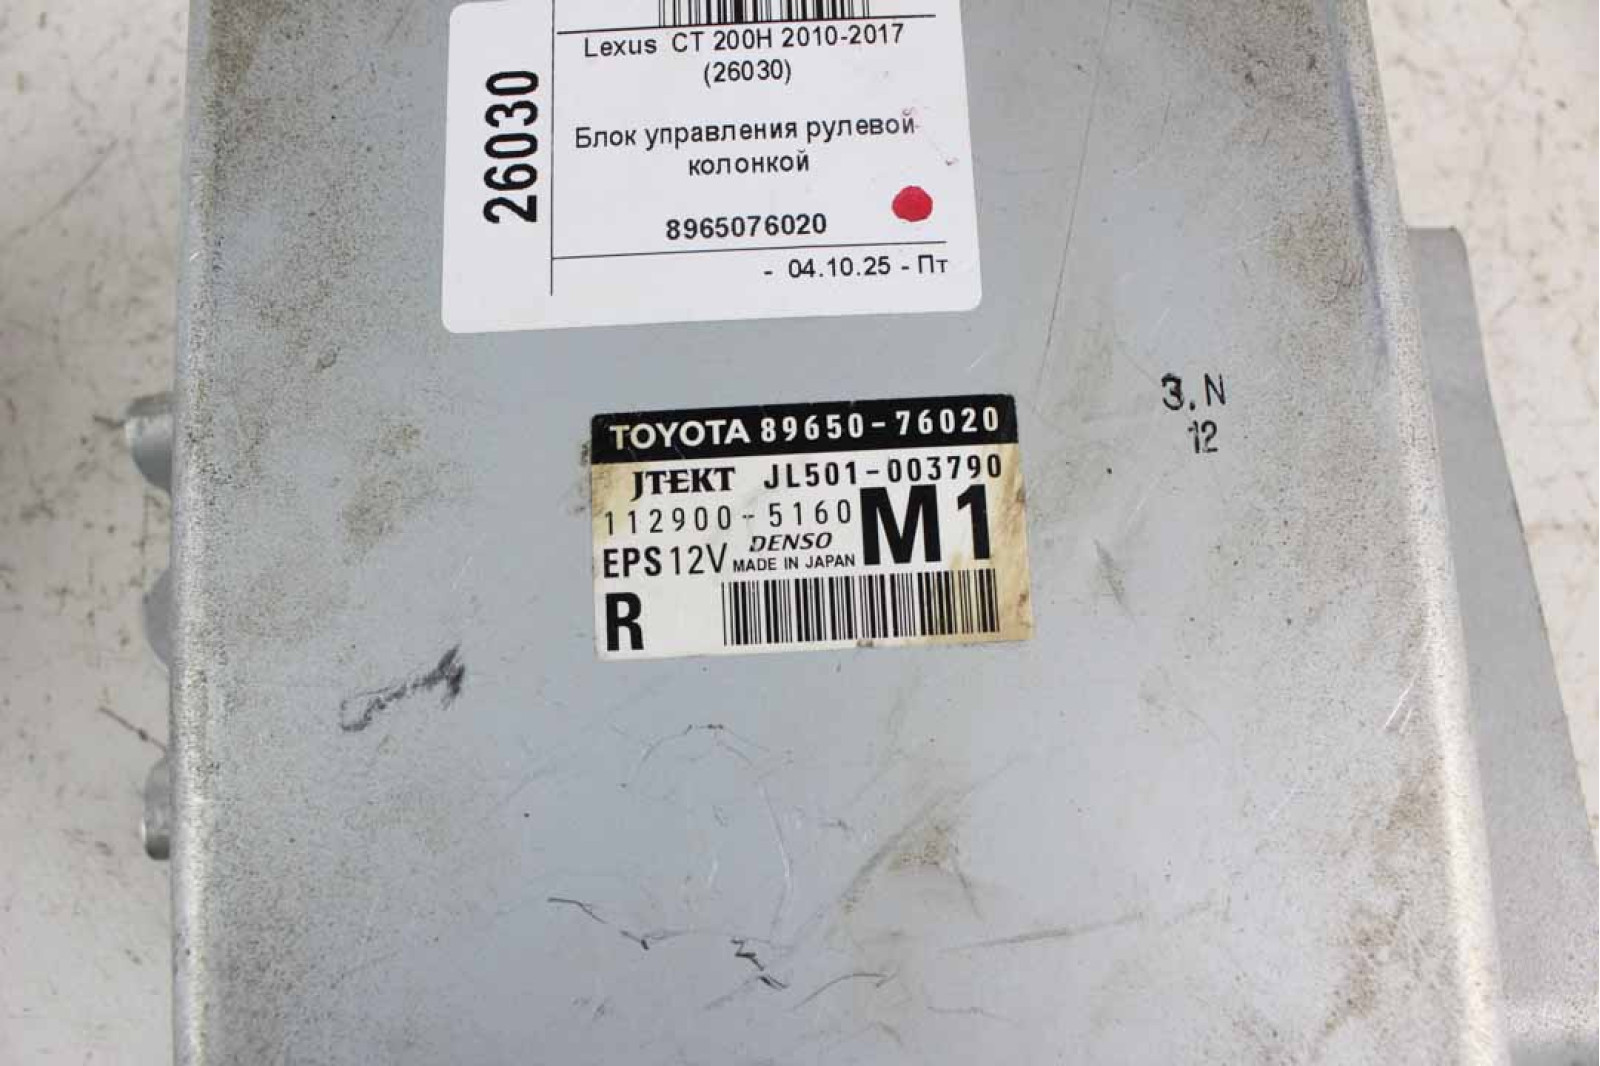 26030
Lexus CT 200H 2010-2017
(26030)
Блок управления рулевой
колонкой
8965076020
- 04.10.25 - Пт
3.N
12
TOYOTA 89650-76020
JTEKT JL501-003790
112900-5160 M1
EPS 12V DENSO
MADE IN JAPAN
R